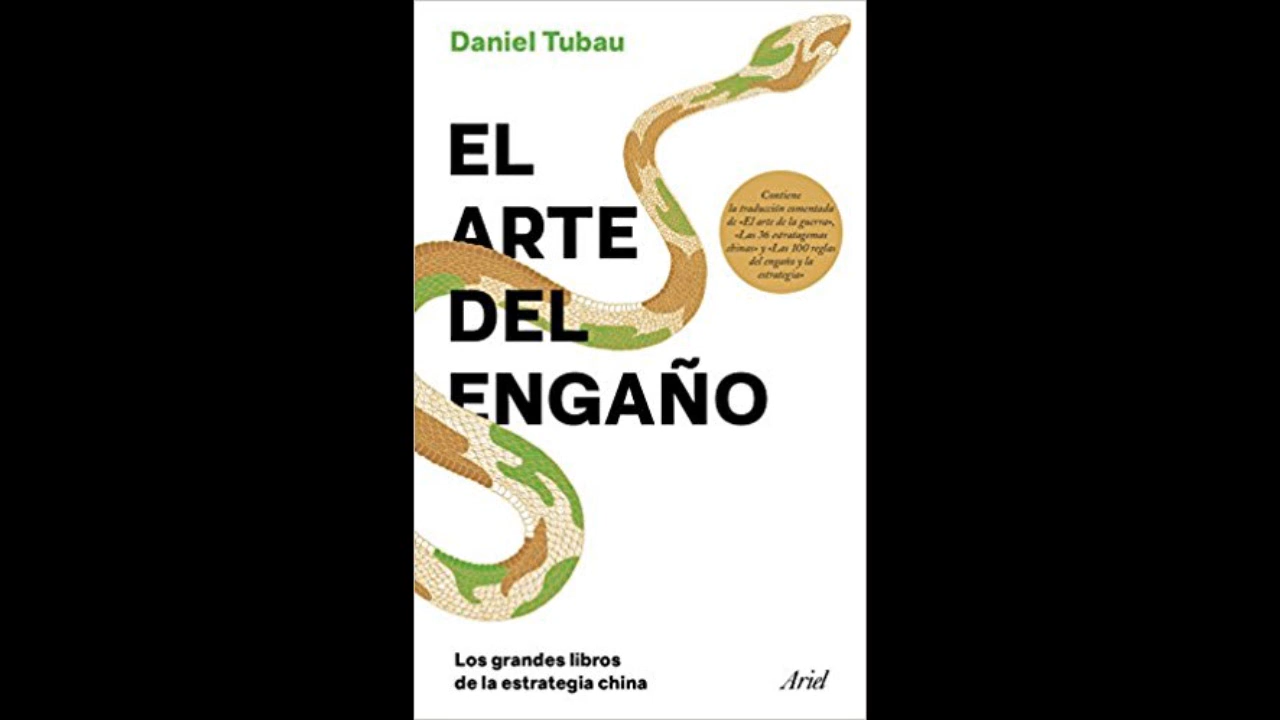 Daniel Tubau
EL
ARTE
DEL
ENGAÑO
Contiene
la traducción comentada
de «El arte de la guerra»,
«Las 36 estratagemas
chinas» y «Las 100 reglas
del engaño y la
estrategia»
Los grandes libros
de la estrategia china
Ariel